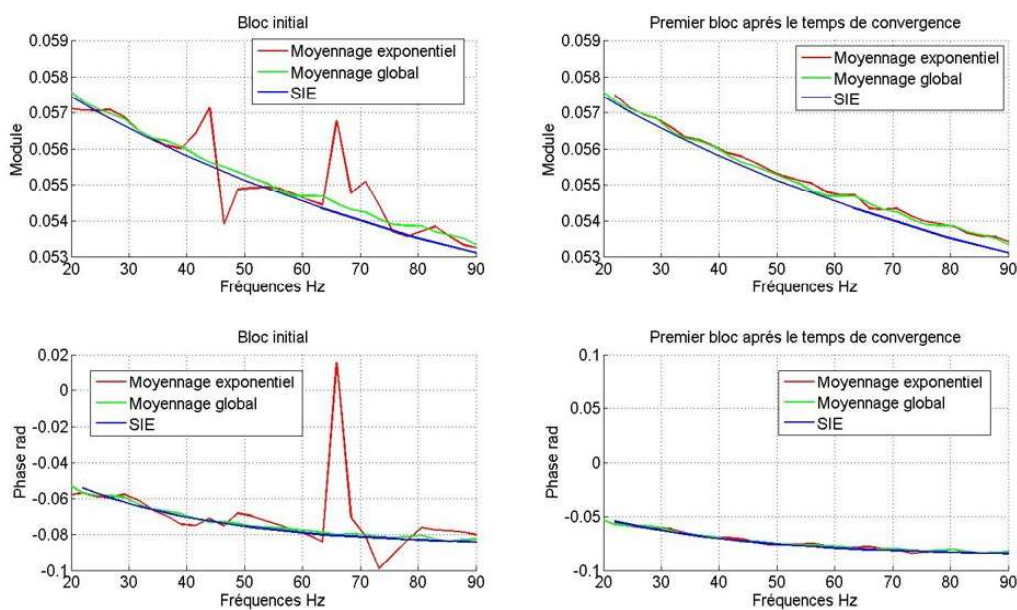 Bloc initial
0.059
0.058
0.057
0.056
0.055
0.054
0.053
Module
Moyennage exponentiel
Moyennage global
SIE
20 30 40 50 60 70 80 90
Fréquences Hz
Premier bloc aprés le temps de convergence
0.059
0.058
0.057
0.056
0.055
0.054
0.053
Module
Moyennage exponentiel
Moyennage global
SIE
20 30 40 50 60 70 80 90
Fréquences Hz
Bloc initial
0.02
0
-0.02
-0.04
-0.06
-0.08
-0.1
Phase rad
Moyennage exponentiel
Moyennage global
SIE
20 30 40 50 60 70 80 90
Fréquences Hz
Premier bloc aprés le temps de convergence
0.1
0.05
0
-0.05
-0.1
Phase rad
Moyennage exponentiel
Moyennage global
SIE
20 30 40 50 60 70 80 90
Fréquences Hz